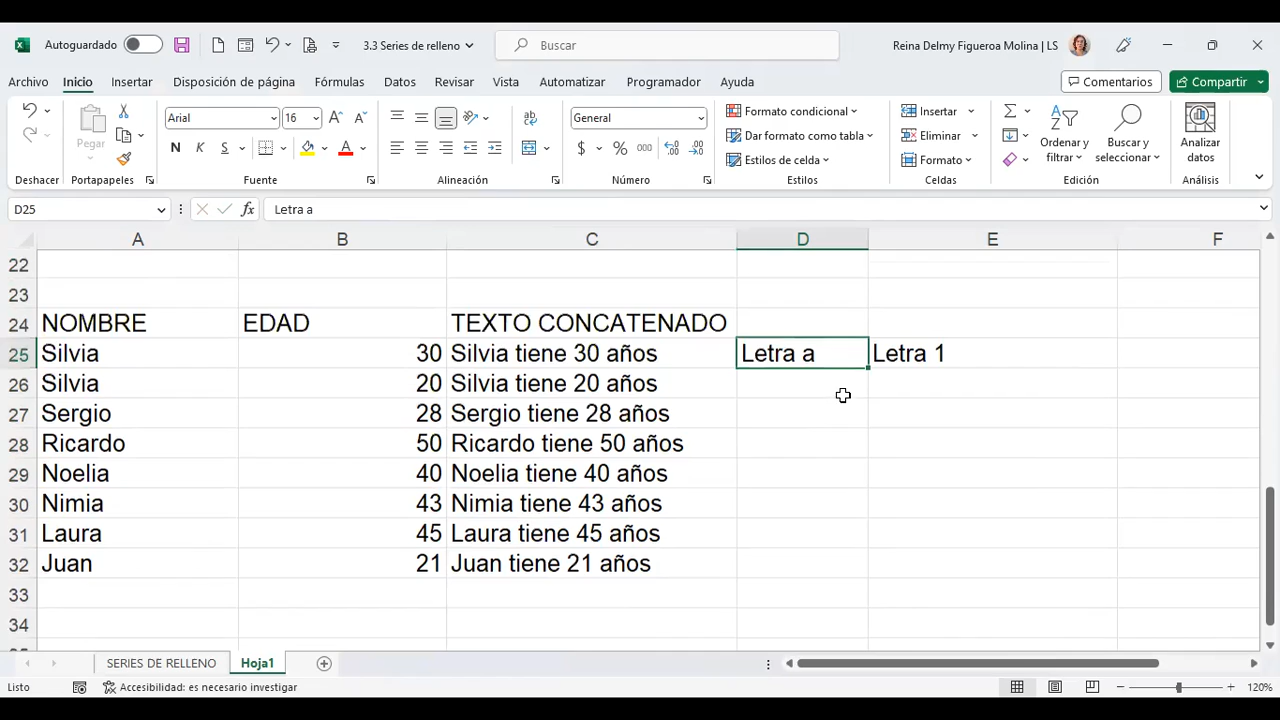 Autoguardado
3.3 Series de relleno
Buscar
Reina Delmy Figueroa Molina | LS
Archivo Inicio Insertar Disposición de página Fórmulas Datos Revisar Vista Automatizar Programador Ayuda Comentarios Compartir
Pegar
Arial 16
N K S
General
$ % 000
Formato condicional
Dar formato como tabla
Estilos de celda
Insertar
Eliminar
Formato
Ordenar y filtrar
Buscar y seleccionar
Analizar datos
Deshacer Portapapeles Fuente Alineación Número Estilos Celdas Edición Análisis
D25 fx Letra a
A B C D E F
22
23
24 NOMBRE EDAD TEXTO CONCATENADO
25 Silvia 30 Silvia tiene 30 años Letra a Letra 1
26 Silvia 20 Silvia tiene 20 años
27 Sergio 28 Sergio tiene 28 años
28 Ricardo 50 Ricardo tiene 50 años
29 Noelia 40 Noelia tiene 40 años
30 Nimia 43 Nimia tiene 43 años
31 Laura 45 Laura tiene 45 años
32 Juan 21 Juan tiene 21 años
33
34
SERIES DE RELLENO Hoja1
Listo Accesibilidad: es necesario investigar 120%